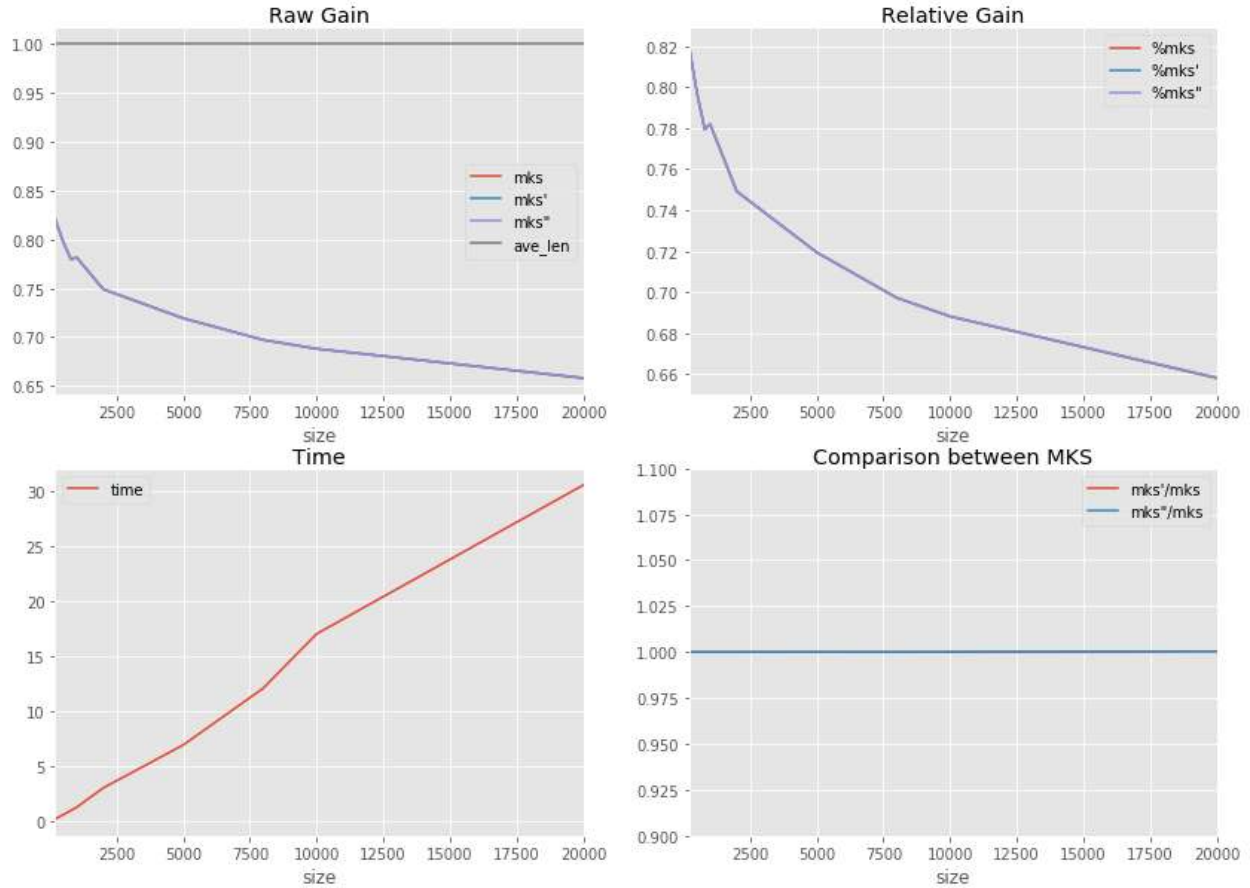 Raw Gain
1.00
0.95
0.90
0.85
0.80
0.75
0.70
0.65
mks
mks'
mks"
ave_len
2500 5000 7500 10000 12500 15000 17500 20000
size
Relative Gain
0.82
0.80
0.78
0.76
0.74
0.72
0.70
0.68
0.66
%mks
%mks'
%mks"
2500 5000 7500 10000 12500 15000 17500 20000
size
Time
30
25
20
15
10
5
0
time
2500 5000 7500 10000 12500 15000 17500 20000
size
Comparison between MKS
1.100
1.075
1.050
1.025
1.000
0.975
0.950
0.925
0.900
mks'/mks
mks"/mks
2500 5000 7500 10000 12500 15000 17500 20000
size